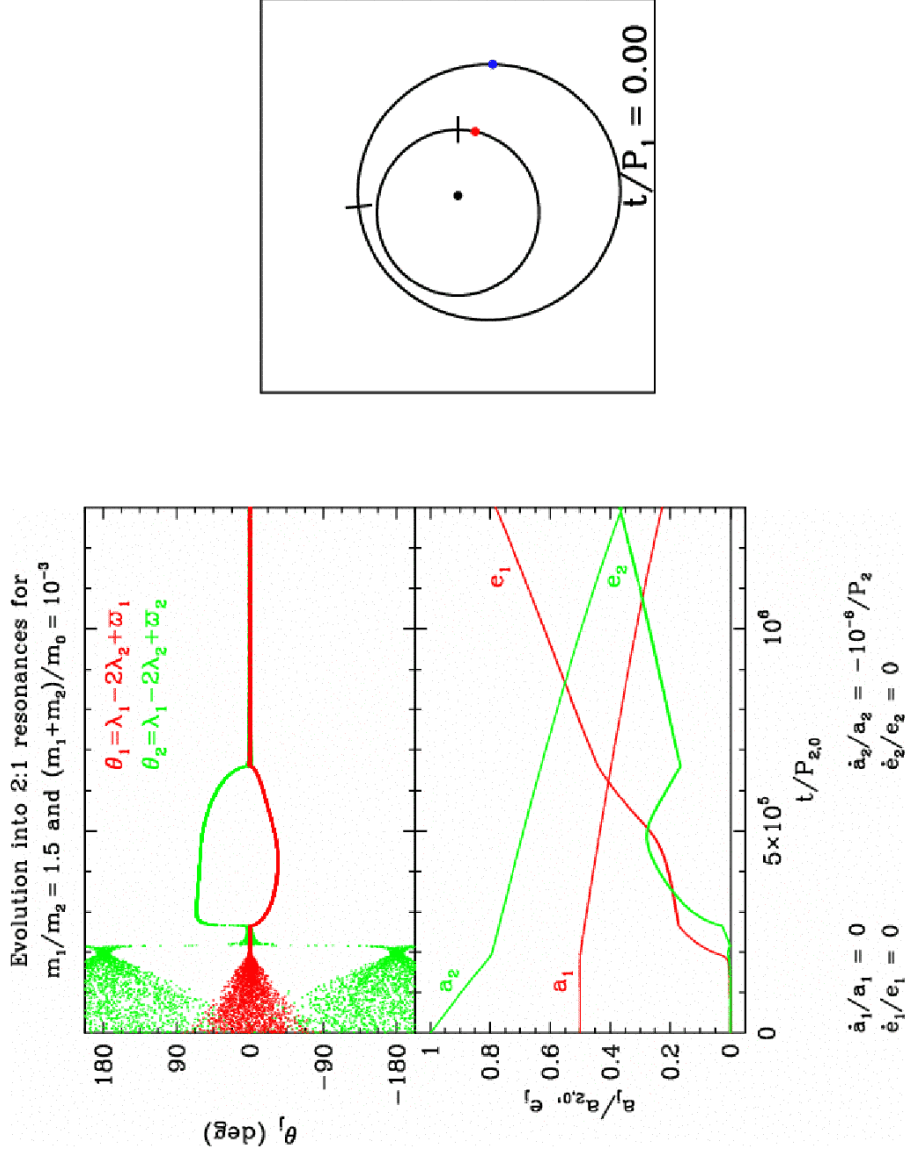 Evolution into 2:1 resonances for
m₁/m₂ = 1.5 and (m₁+m₂)/m₀ = 10⁻³
θ₁=λ₁−2λ₂+ϖ₁
θ₂=λ₁−2λ₂+ϖ₂
θⱼ (deg)
180
90
0
−90
−180
a₂
a₁
e₁
e₂
aⱼ/a₂,₀, eⱼ
1
0.8
0.6
0.4
0.2
0
0
5×10⁵
10⁶
t/P₂,₀
ȧ₁/a₁ = 0
ȧ₂/a₂ = −10⁻⁶/P₂
ė₁/e₁ = 0
ė₂/e₂ = 0
t/P₁ = 0.00